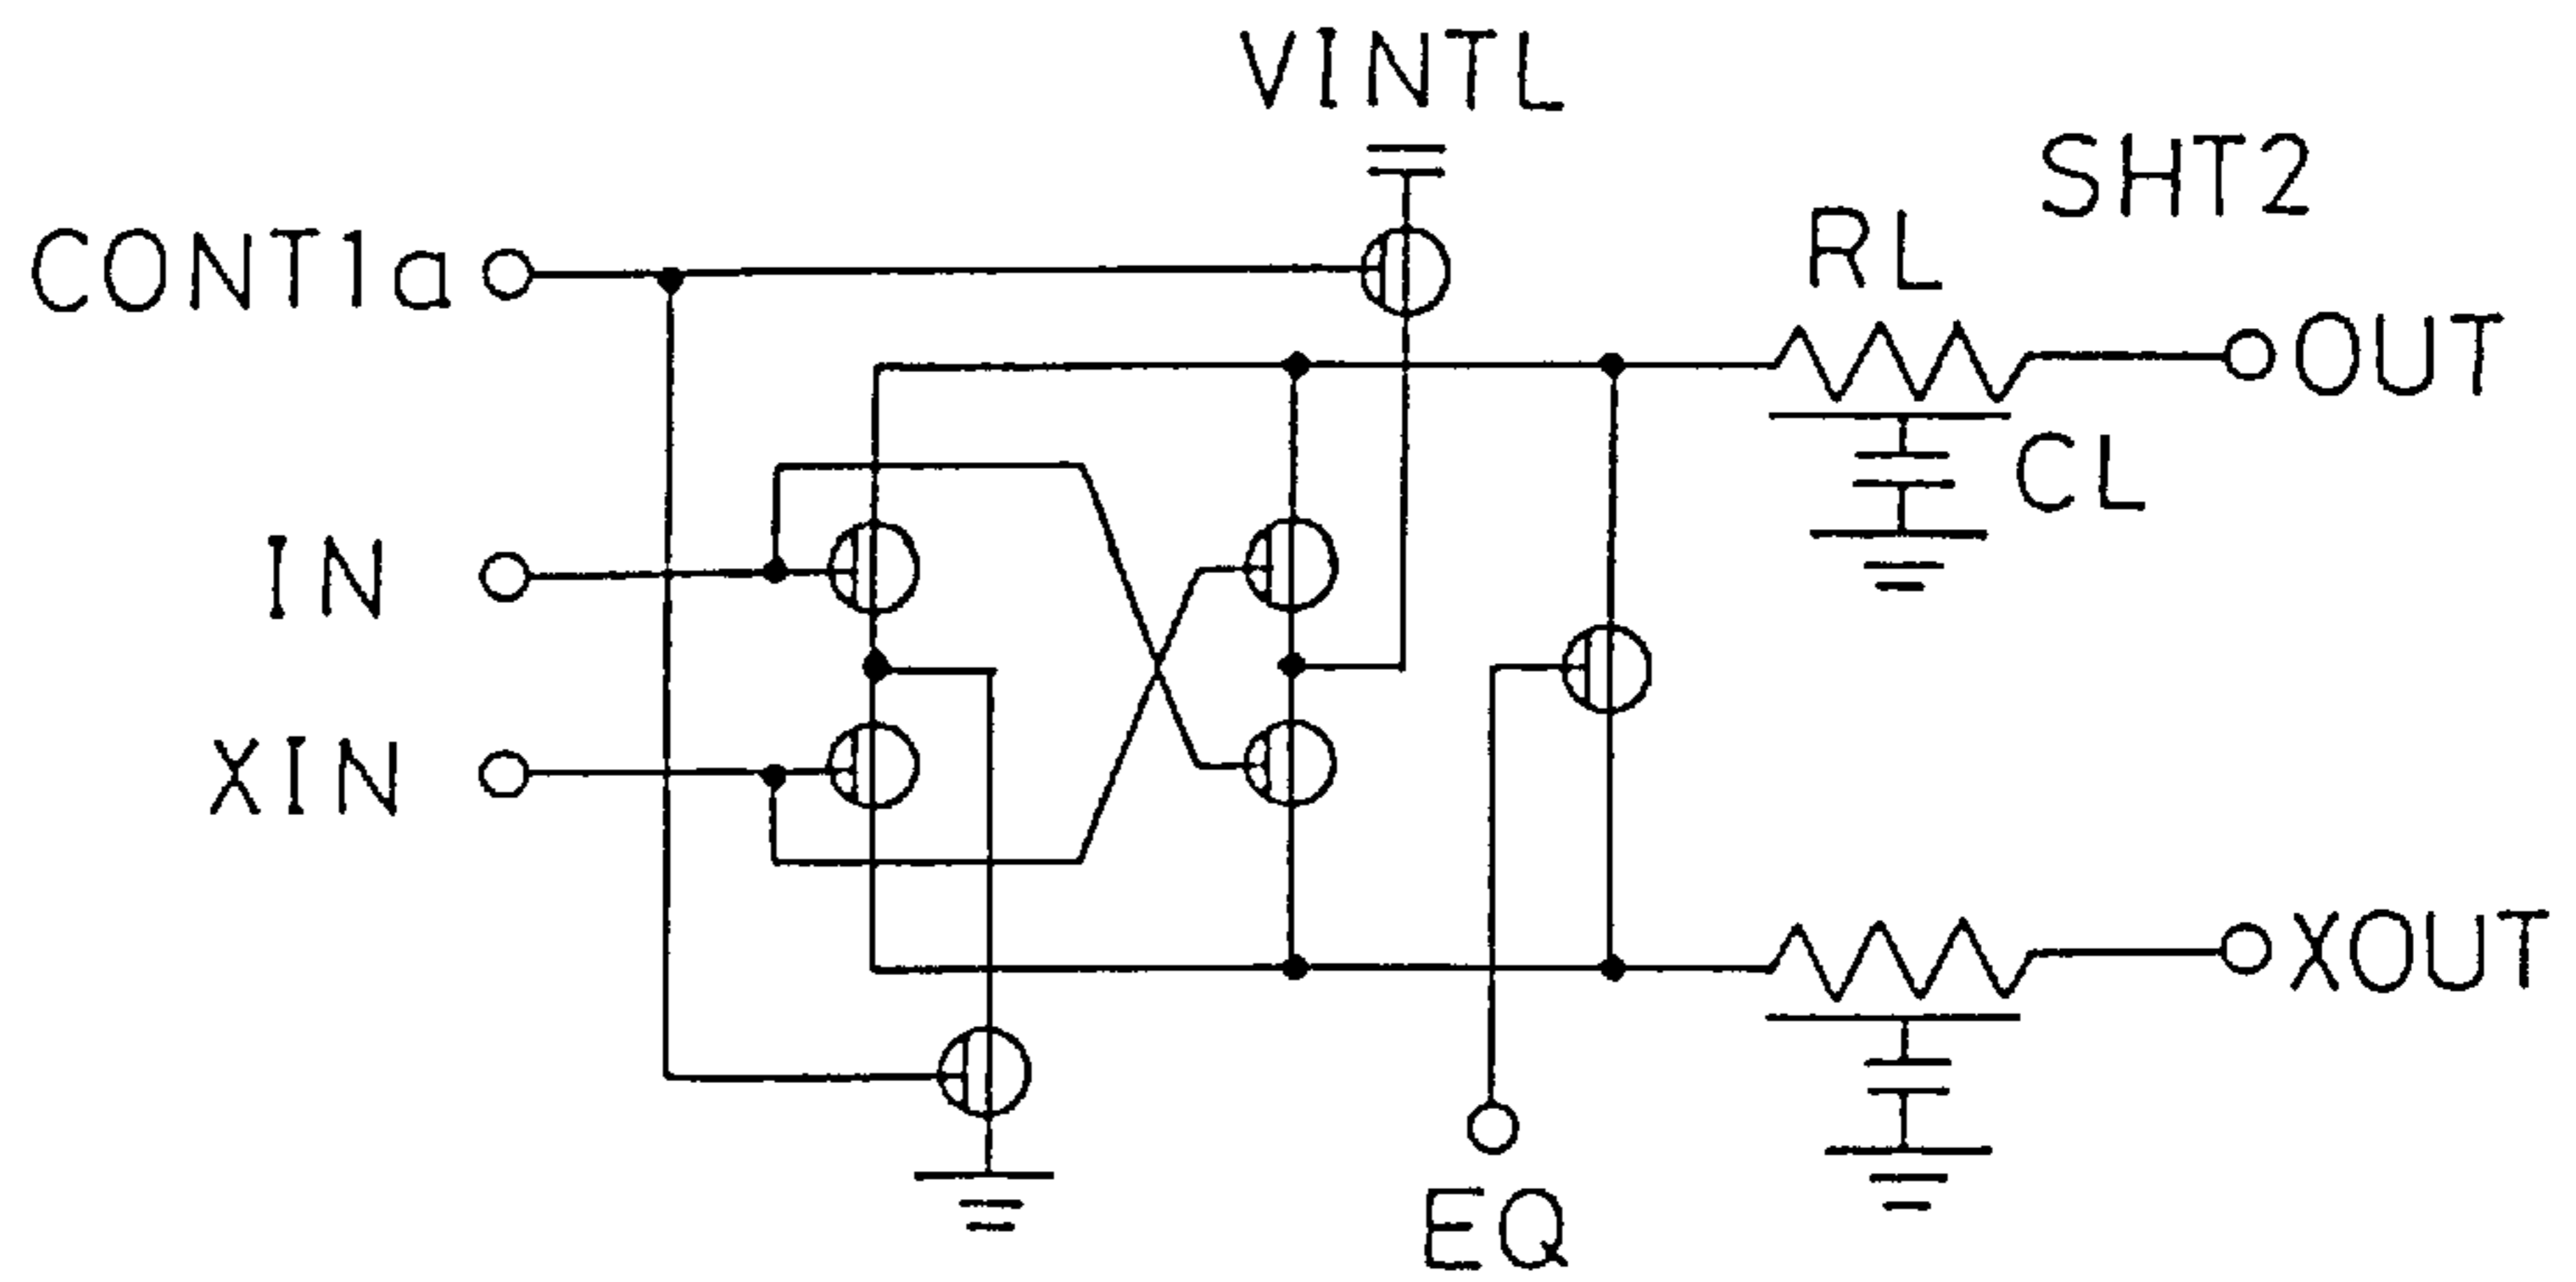 VINTL
SHT2
CONT1a
RL
OUT
CL
IN
XIN
XOUT
EQ